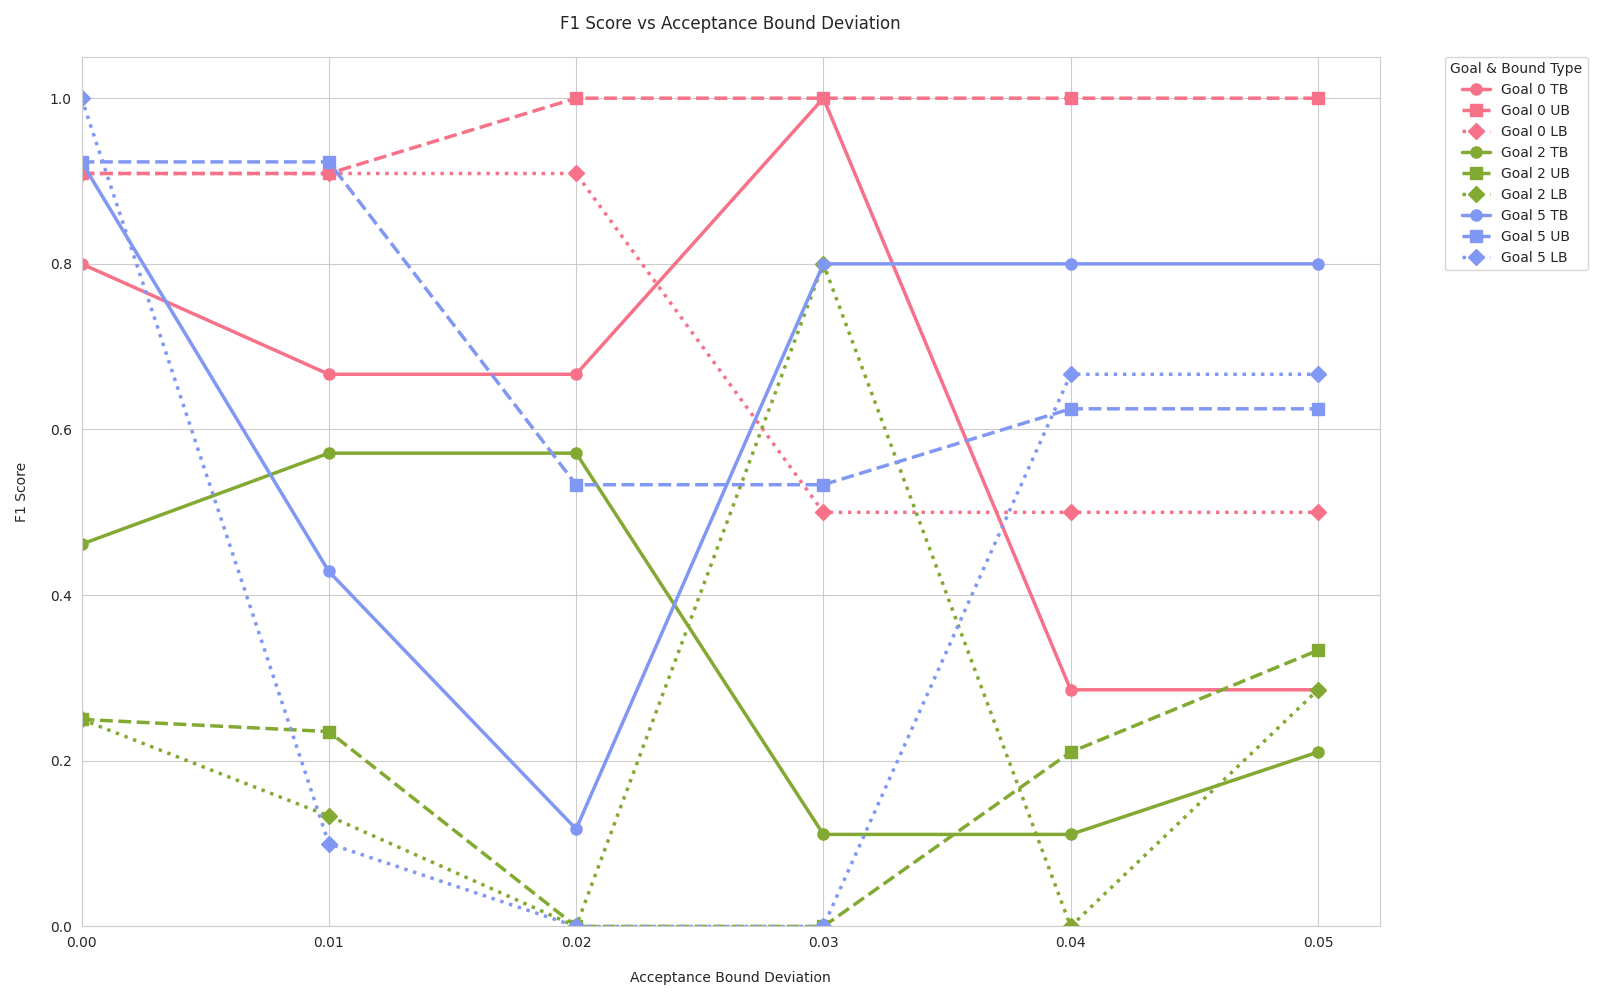 F1 Score vs Acceptance Bound Deviation
Goal & Bound Type
Goal 0 TB
Goal 0 UB
Goal 0 LB
Goal 2 TB
Goal 2 UB
Goal 2 LB
Goal 5 TB
Goal 5 UB
Goal 5 LB
F1 Score
1.0
0.8
0.6
0.4
0.2
0.0
0.00
0.01
0.02
0.03
0.04
0.05
Acceptance Bound Deviation